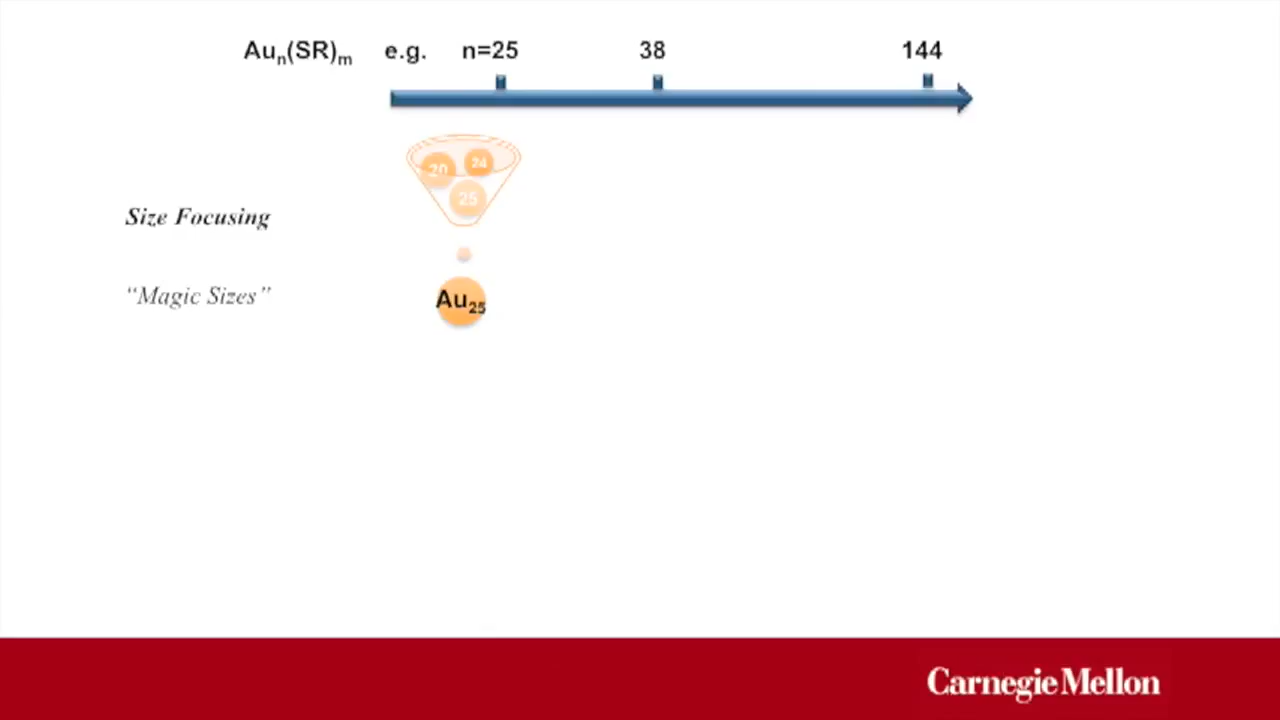 Auₙ(SR)ₘ e.g. n=25 38 144
20 24
25
Size Focusing
“Magic Sizes”
Au₂₅
Carnegie Mellon